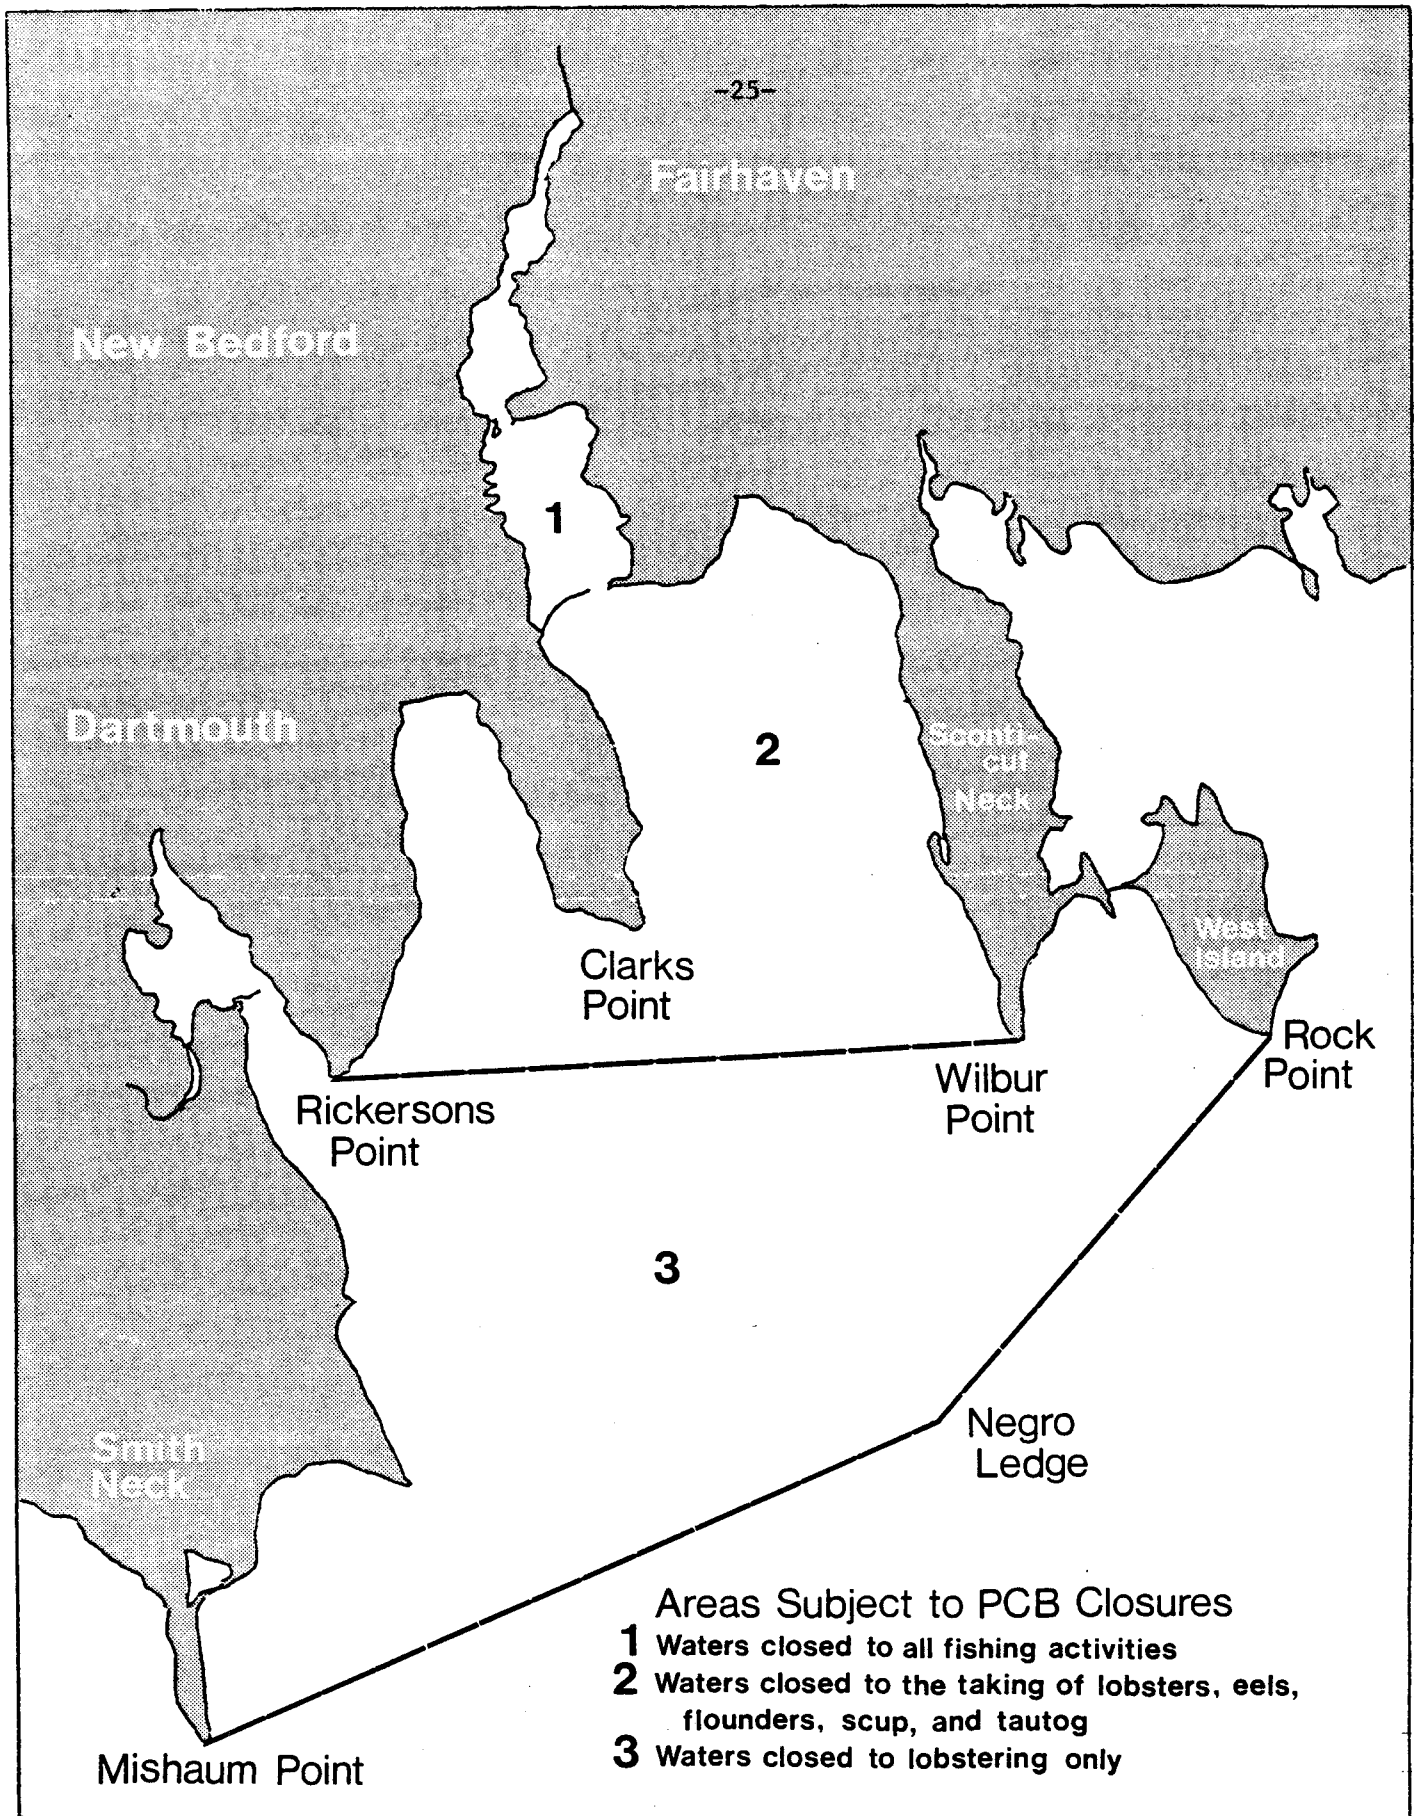 -25-
Fairhaven
New Bedford
1
Dartmouth
2
Sconti-
cut
Neck
West
Island
Clarks
Point
Rock
Point
Wilbur
Point
Rickersons
Point
3
Negro
Ledge
Smith
Neck
Areas Subject to PCB Closures
1 Waters closed to all fishing activities
2 Waters closed to the taking of lobsters, eels,
flounders, scup, and tautog
3 Waters closed to lobstering only
Mishaum Point